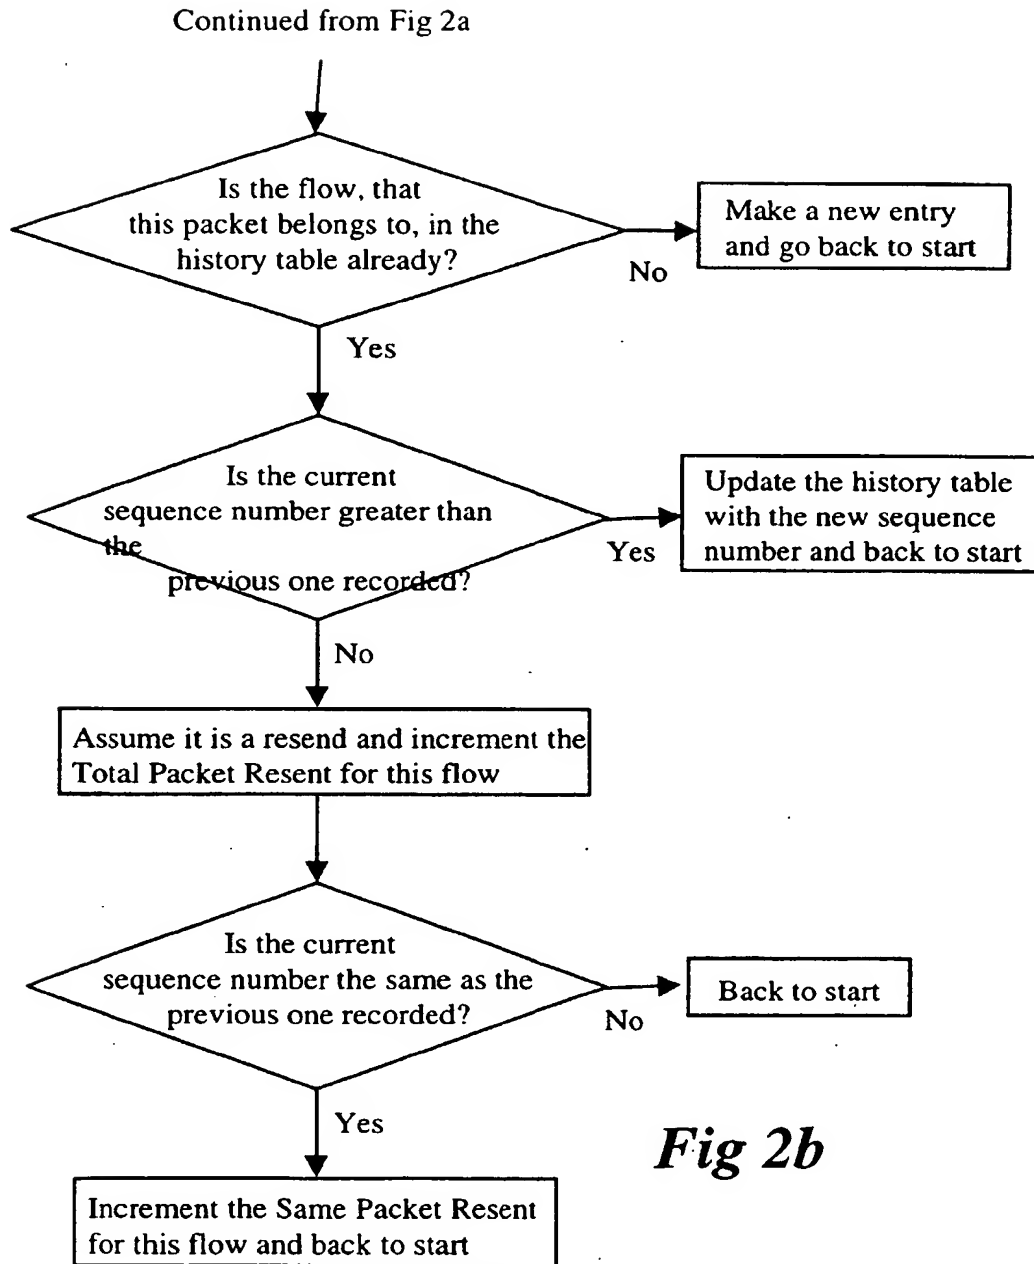 Continued from Fig 2a
Is the flow, that
this packet belongs to, in the
history table already?
Make a new entry
and go back to start
No
Yes
Is the current
sequence number greater than
the
previous one recorded?
Update the history table
with the new sequence
number and back to start
Yes
No
Assume it is a resend and increment the
Total Packet Resent for this flow
Is the current
sequence number the same as the
previous one recorded?
Back to start
No
Yes
Fig 2b
Increment the Same Packet Resent
for this flow and back to start